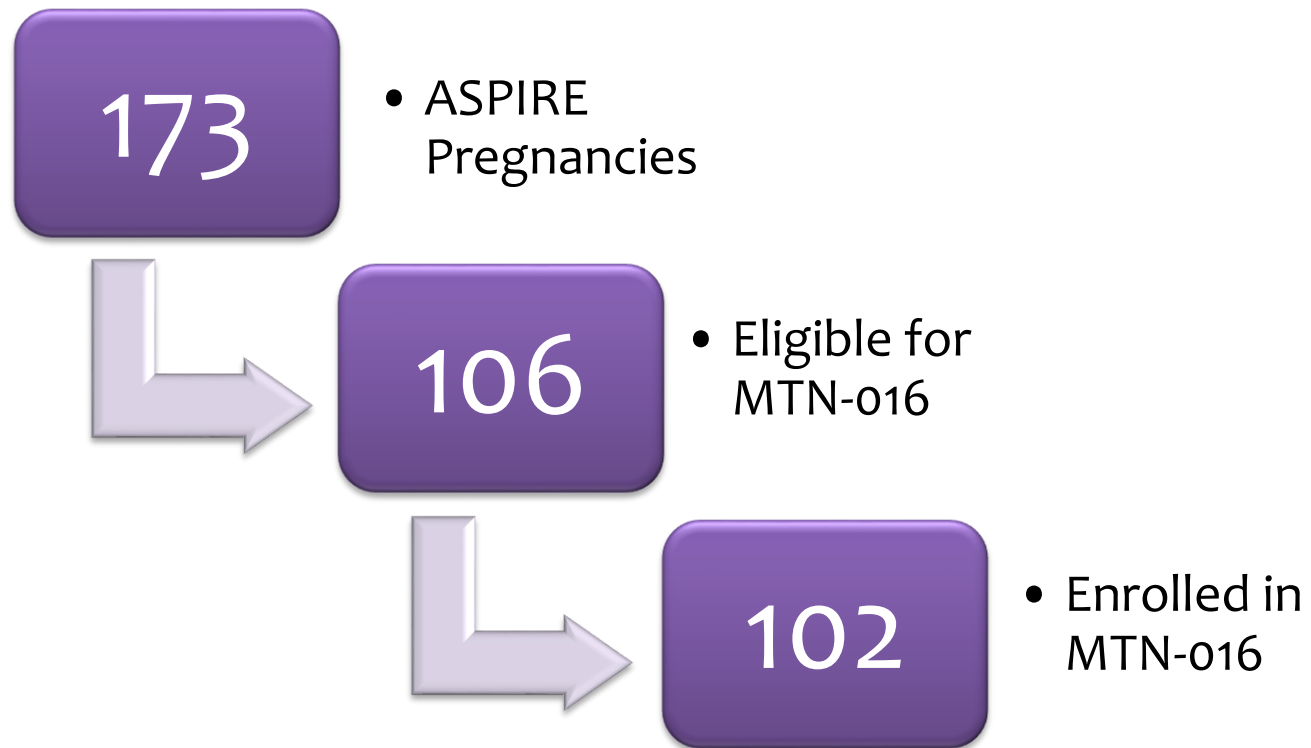 173
• ASPIRE
Pregnancies
106
• Eligible for
MTN-016
102
• Enrolled in
MTN-016